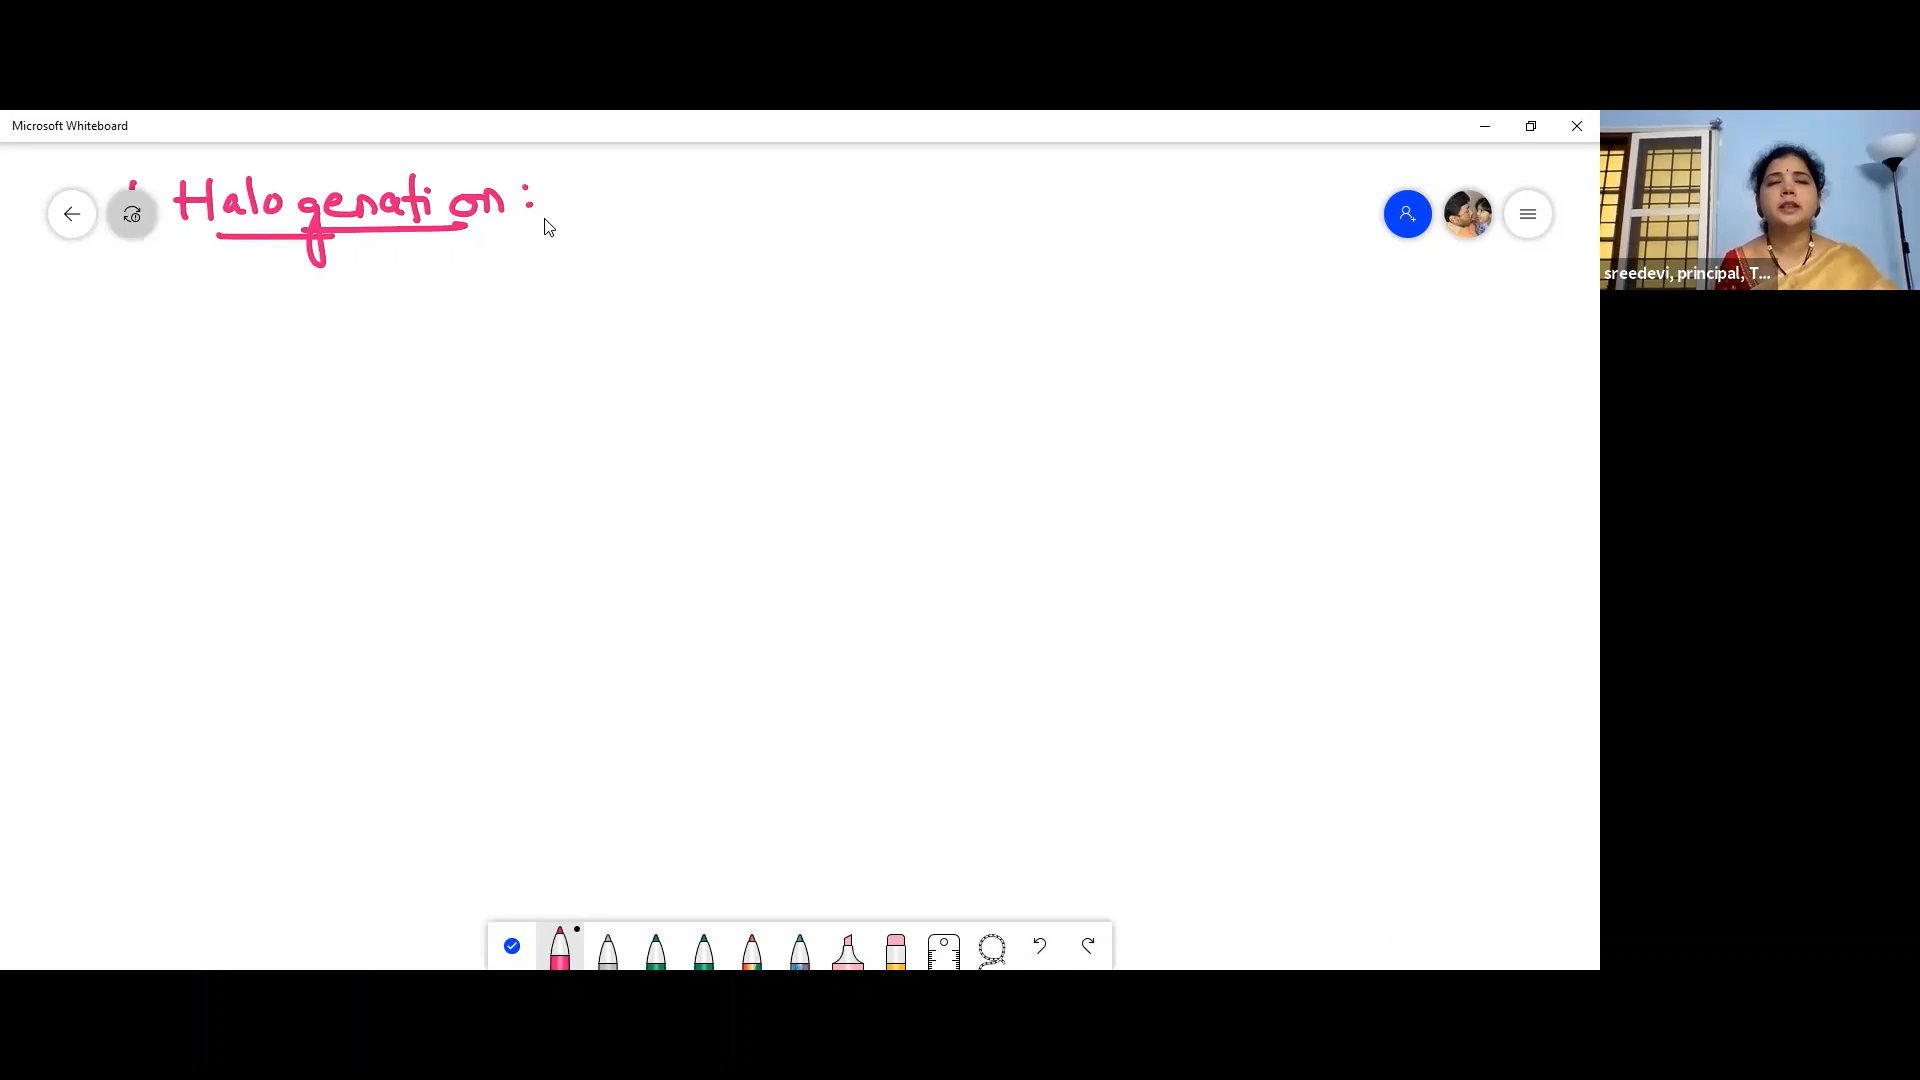 Microsoft Whiteboard
Halogenation :
sreedevi, principal, T...